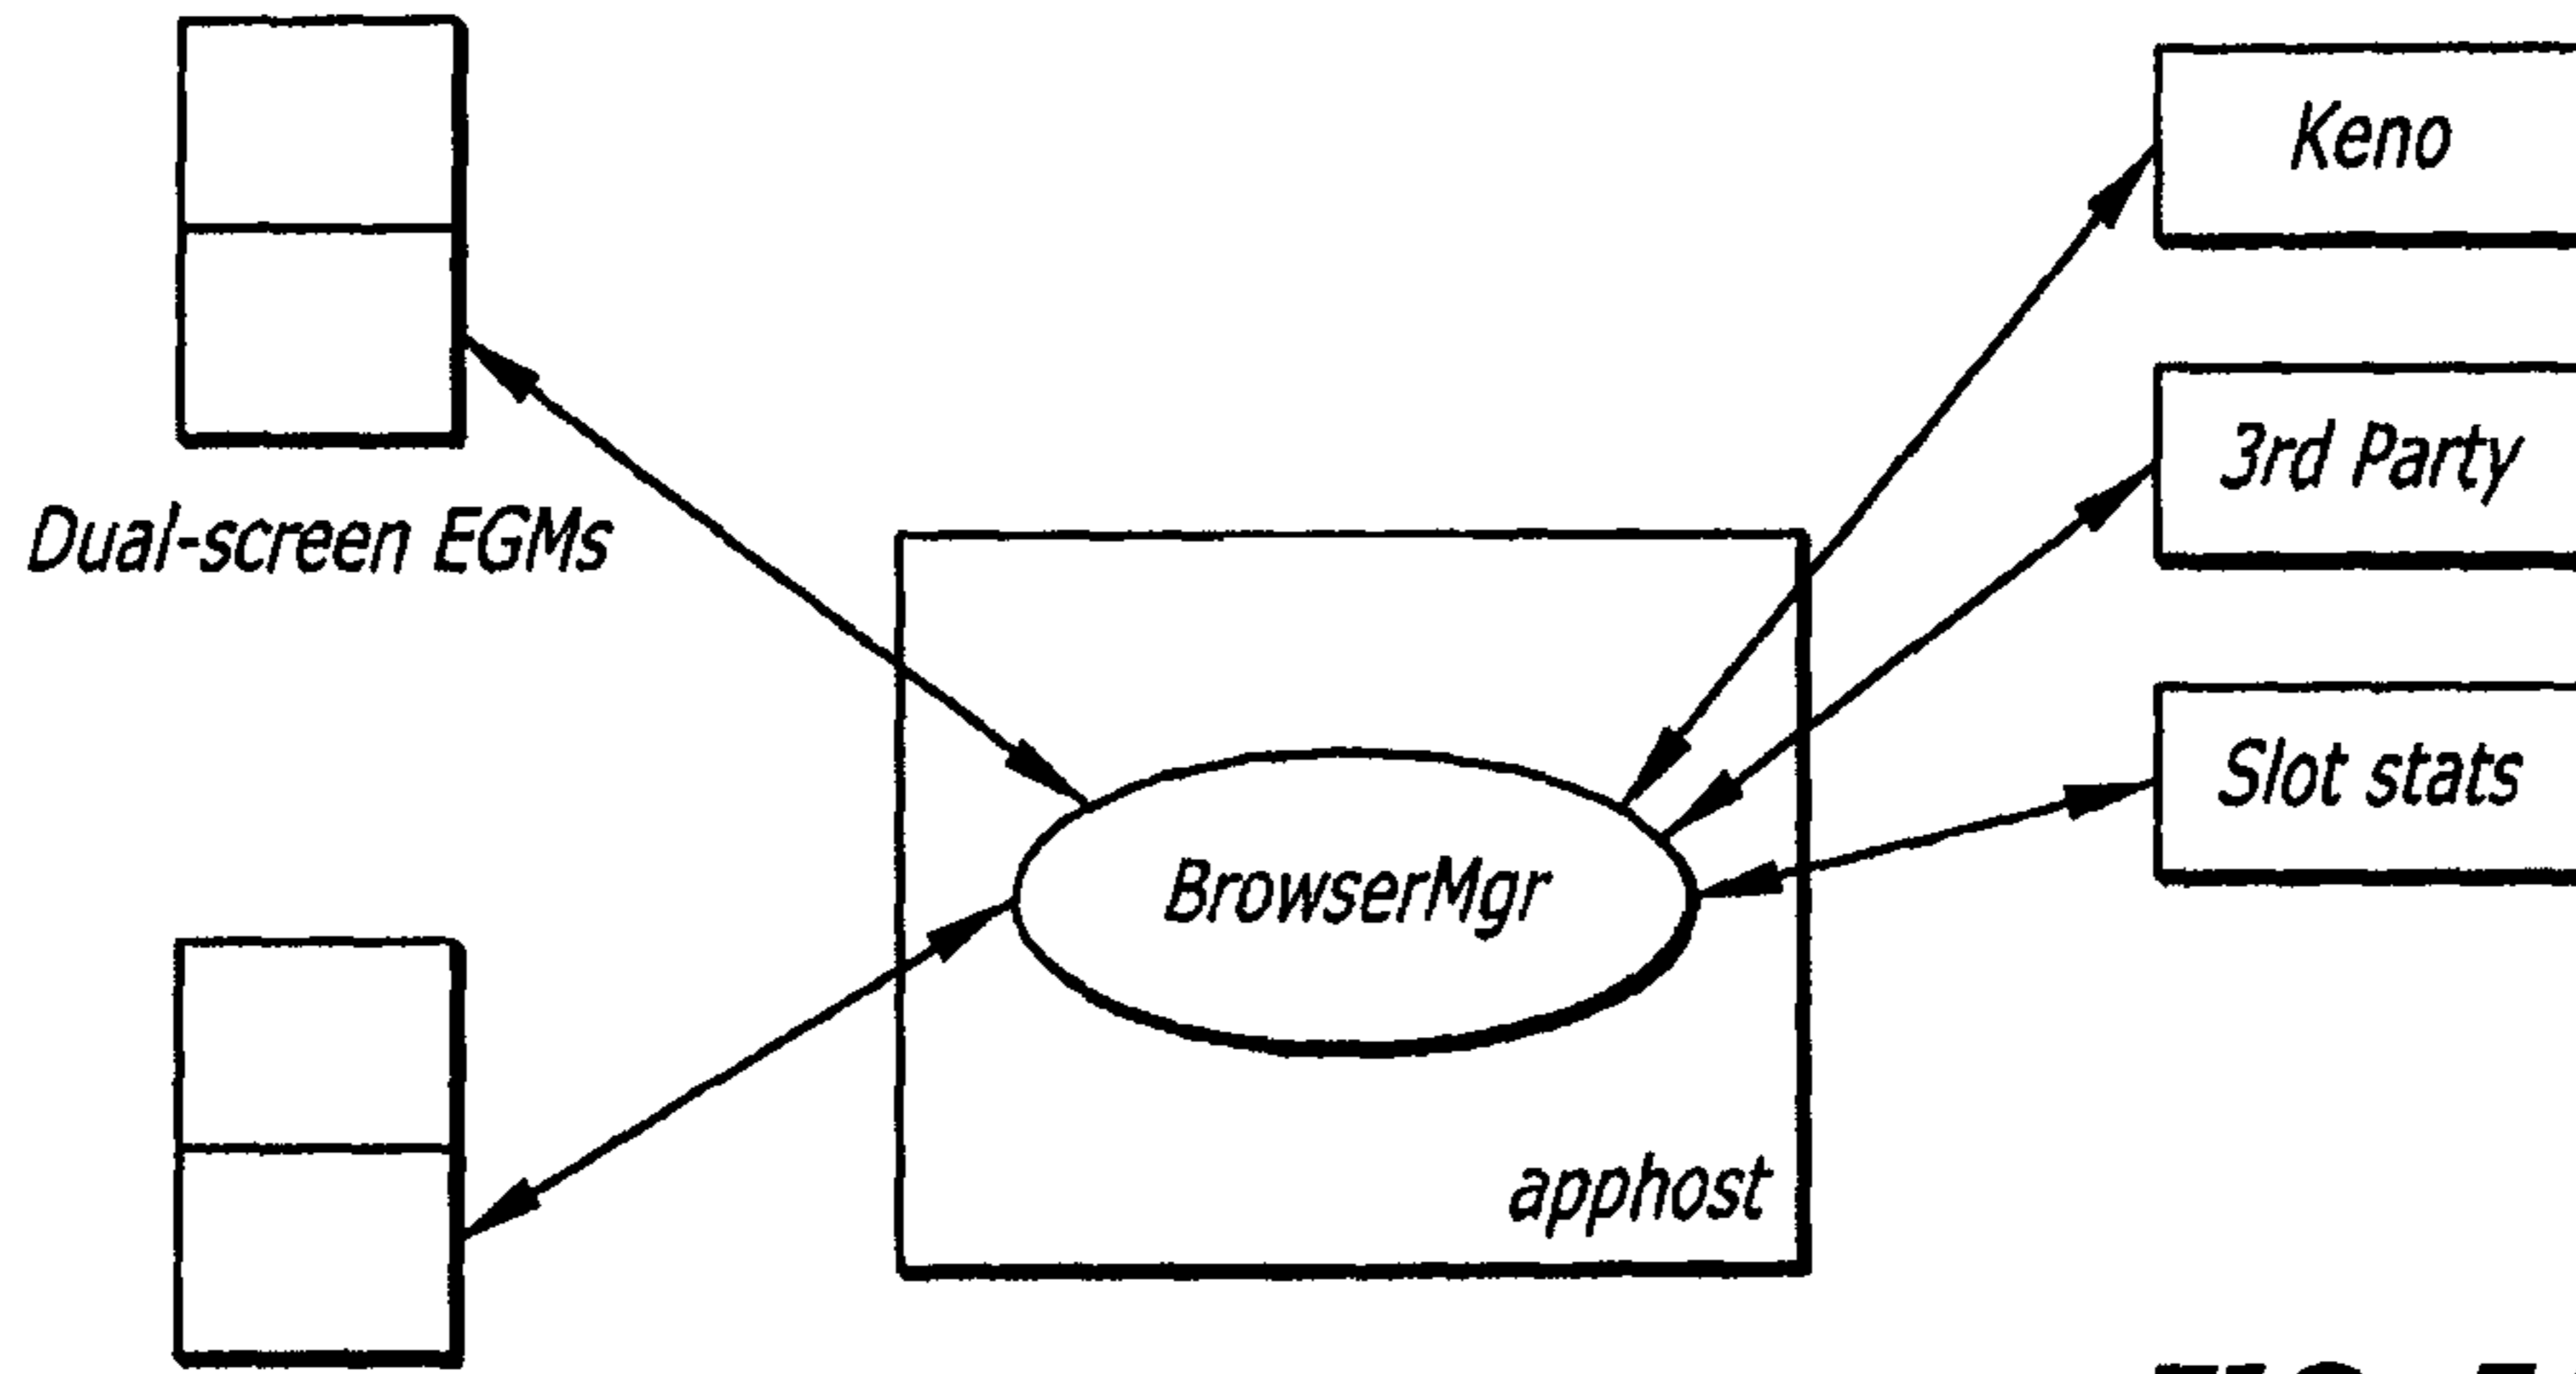 Keno
3rd Party
Dual-screen EGMs
Slot stats
BrowserMgr
apphost